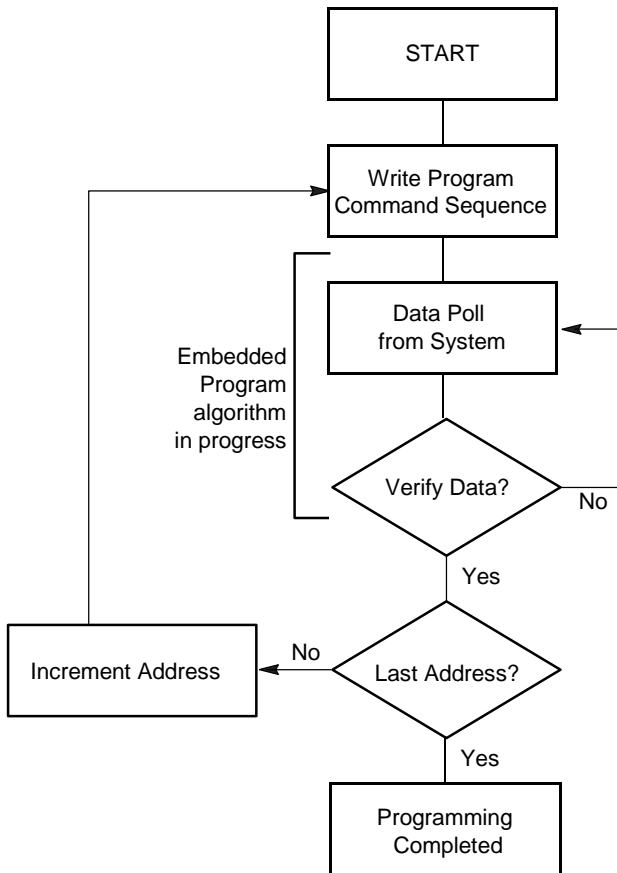 START
Write Program
Command Sequence
Data Poll
from System
Embedded
Program
algorithm
in progress
Verify Data?
No
Yes
No
Increment Address
Last Address?
Yes
Programming
Completed